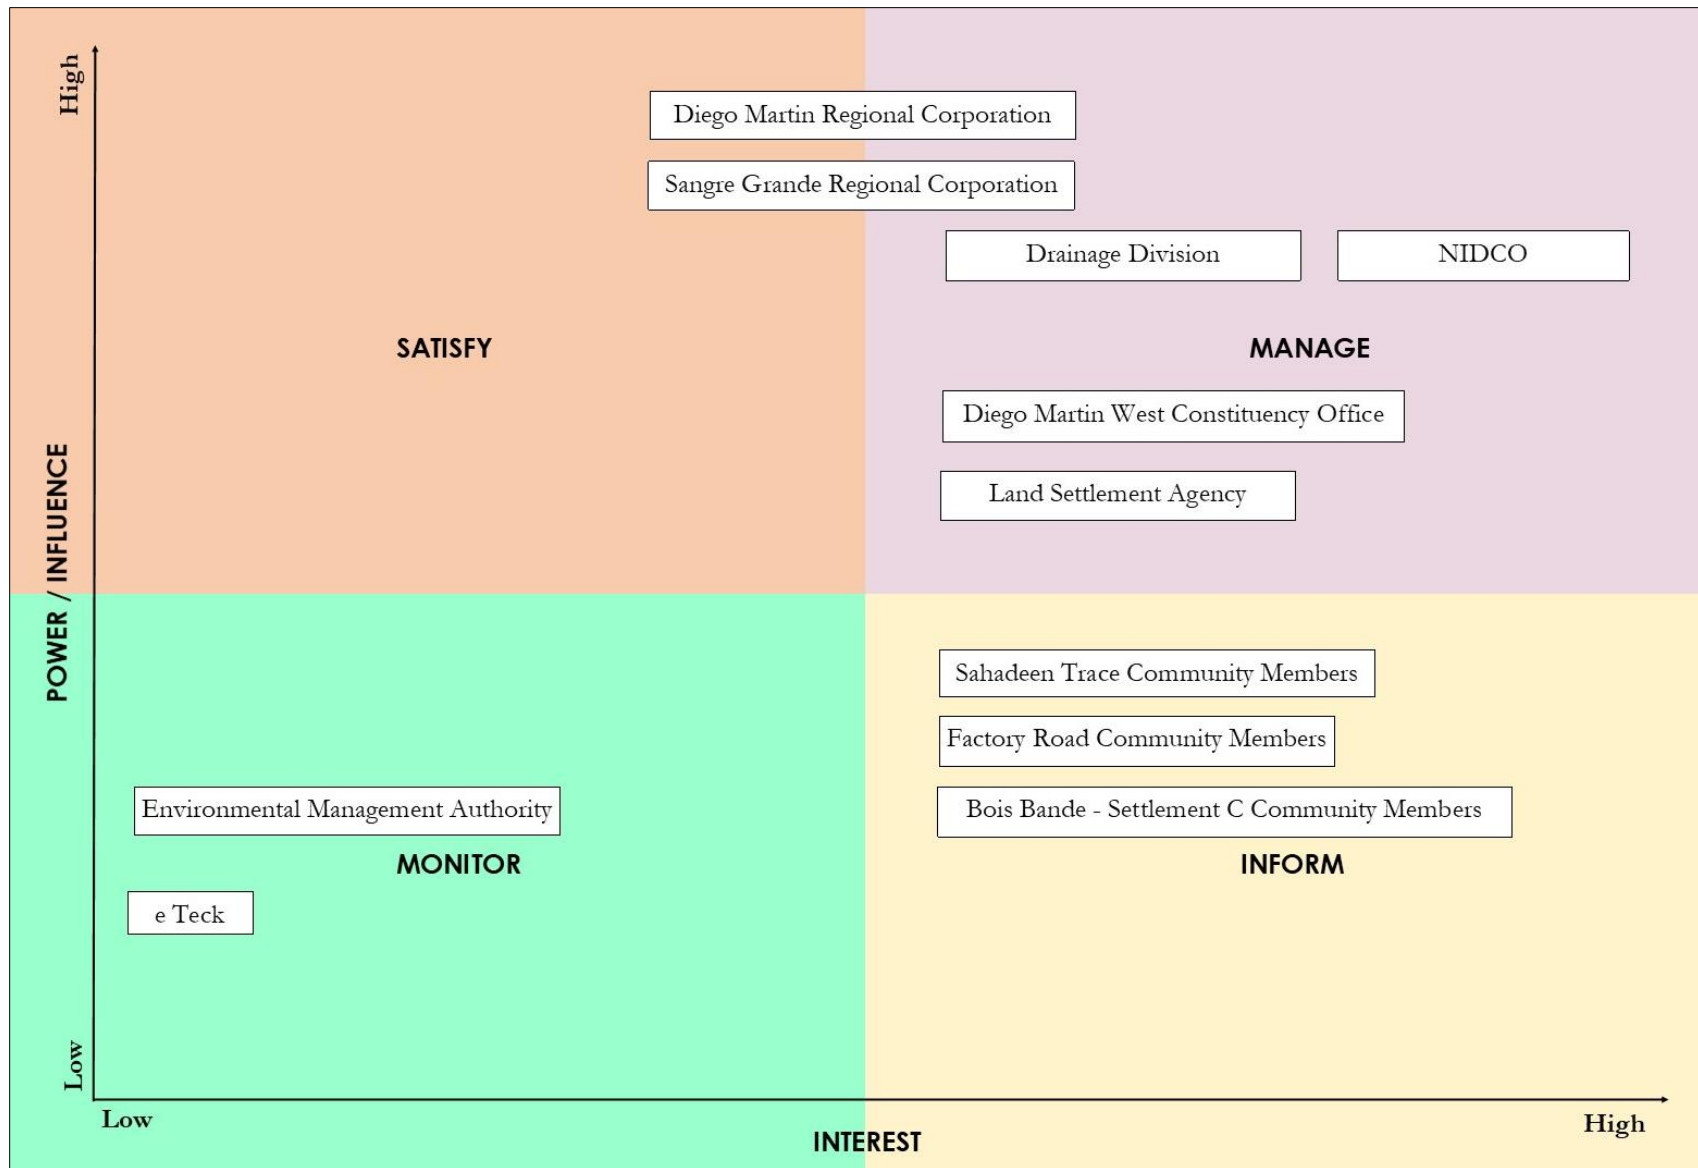 High
Diego Martin Regional Corporation
Sangre Grande Regional Corporation
Drainage Division
NIDCO
SATISFY
MANAGE
Diego Martin West Constituency Office
Land Settlement Agency
POWER / INFLUENCE
Sahadeen Trace Community Members
Factory Road Community Members
Environmental Management Authority
Bois Bande - Settlement C Community Members
MONITOR
INFORM
e Teck
Low
Low
High
INTEREST